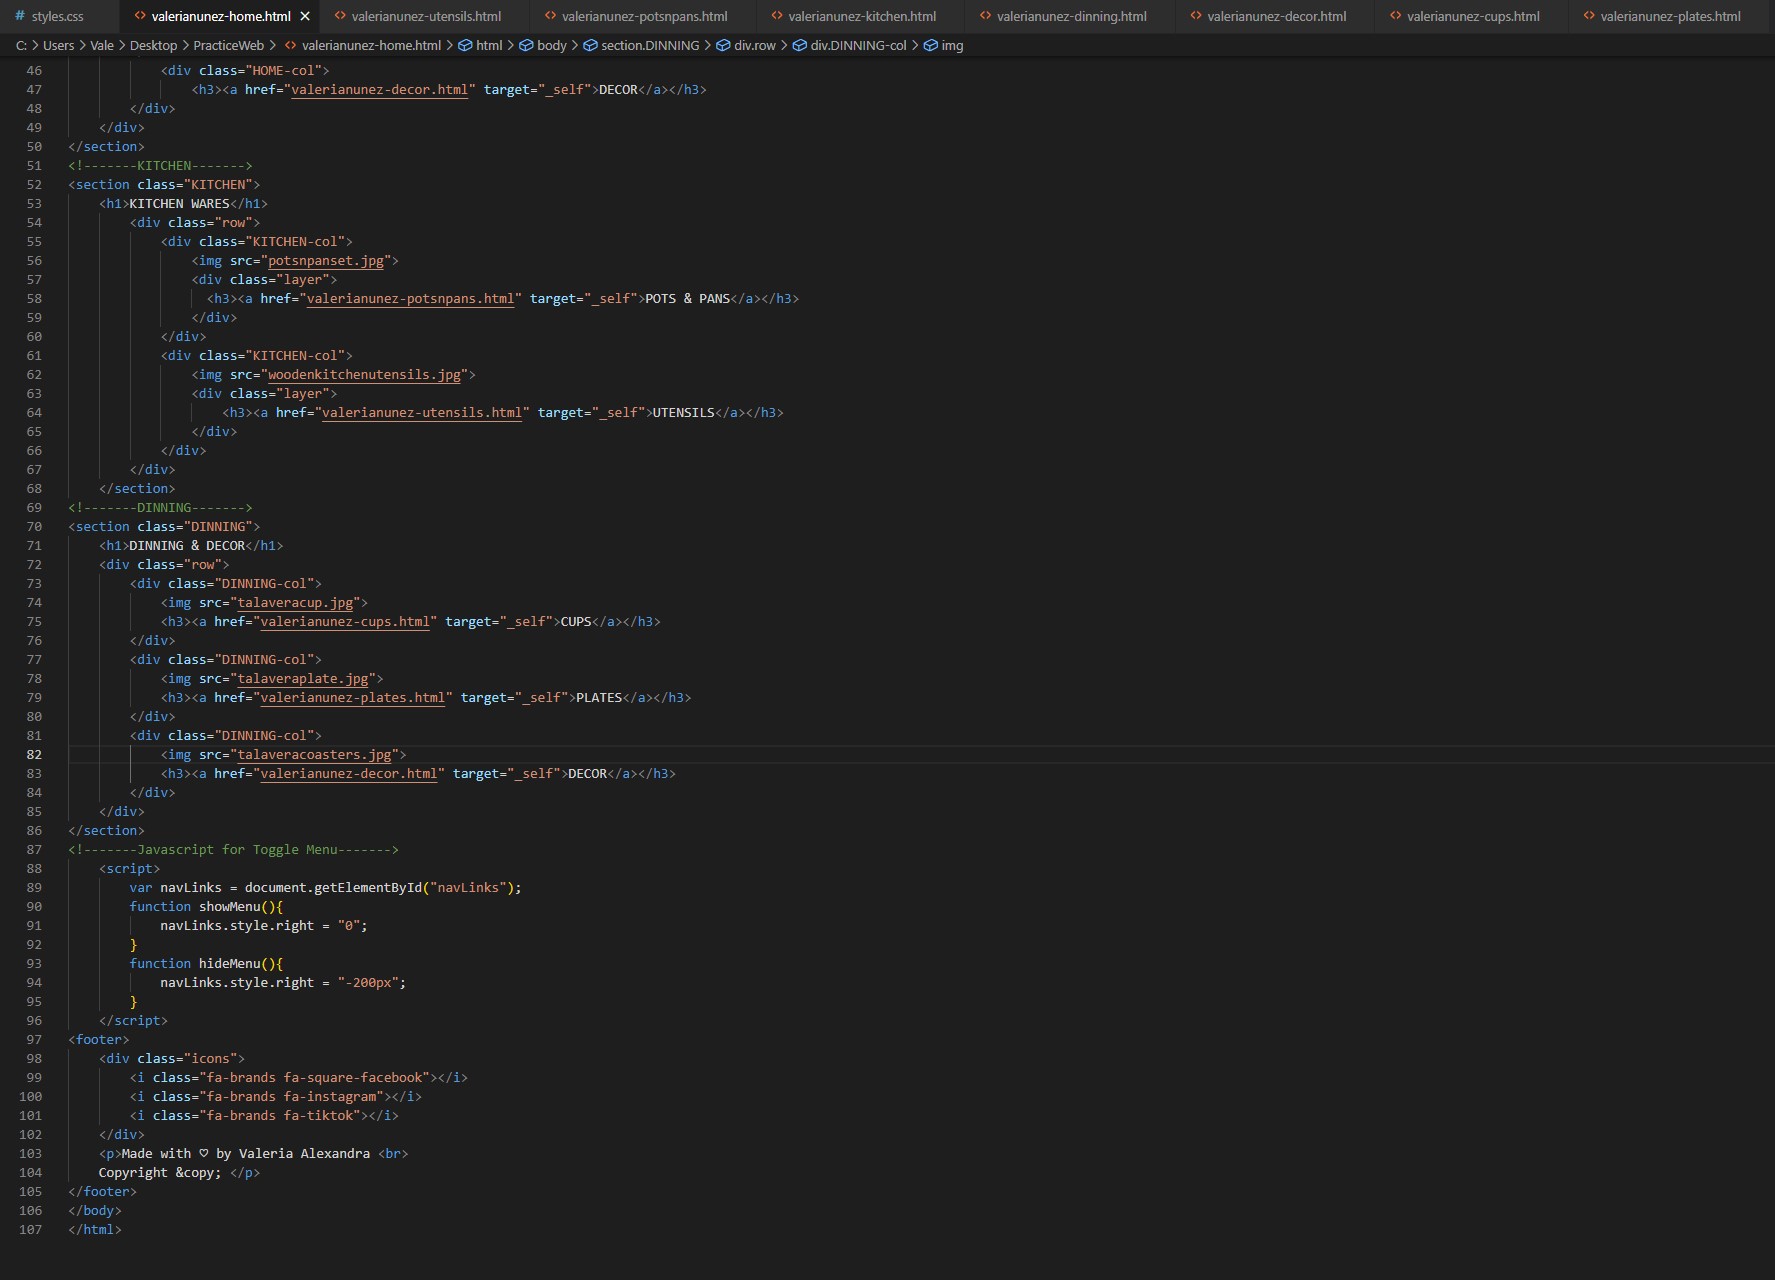 styles.css valerianunez-home.html valerianunez-utensils.html valerianunez-potsnpans.html valerianunez-kitchen.html valerianunez-dinning.html valerianunez-decor.html valerianunez-cups.html valerianunez-plates.html
C: > Users > Vale > Desktop > PracticeWeb > valerianunez-home.html > html > body > section.DINNING > div.row > div.DINNING-col > img
46 <div class="HOME-col">
47 <h3><a href="valerianunez-decor.html" target="_self">DECOR</a></h3>
48 </div>
49 </div>
50 </section>
51 <!-------KITCHEN------->
52 <section class="KITCHEN">
53 <h1>KITCHEN WARES</h1>
54 <div class="row">
55 <div class="KITCHEN-col">
56 <img src="potsnpanset.jpg">
57 <div class="layer">
58 <h3><a href="valerianunez-potsnpans.html" target="_self">POTS & PANS</a></h3>
59 </div>
60 </div>
61 <div class="KITCHEN-col">
62 <img src="woodenkitchenutensils.jpg">
63 <div class="layer">
64 <h3><a href="valerianunez-utensils.html" target="_self">UTENSILS</a></h3>
65 </div>
66 </div>
67 </div>
68 </section>
69 <!-------DINNING------->
70 <section class="DINNING">
71 <h1>DINNING & DECOR</h1>
72 <div class="row">
73 <div class="DINNING-col">
74 <img src="talaveracup.jpg">
75 <h3><a href="valerianunez-cups.html" target="_self">CUPS</a></h3>
76 </div>
77 <div class="DINNING-col">
78 <img src="talaveraplate.jpg">
79 <h3><a href="valerianunez-plates.html" target="_self">PLATES</a></h3>
80 </div>
81 <div class="DINNING-col">
82 <img src="talaveracoasters.jpg">
83 <h3><a href="valerianunez-decor.html" target="_self">DECOR</a></h3>
84 </div>
85 </div>
86 </section>
87 <!-------Javascript for Toggle Menu------->
88 <script>
89 var navLinks = document.getElementById("navLinks");
90 function showMenu(){
91 navLinks.style.right = "0";
92 }
93 function hideMenu(){
94 navLinks.style.right = "-200px";
95 }
96 </script>
97 <footer>
98 <div class="icons">
99 <i class="fa-brands fa-square-facebook"></i>
100 <i class="fa-brands fa-instagram"></i>
101 <i class="fa-brands fa-tiktok"></i>
102 </div>
103 <p>Made with ♡ by Valeria Alexandra <br>
104 Copyright &copy; </p>
105 </footer>
106 </body>
107 </html>